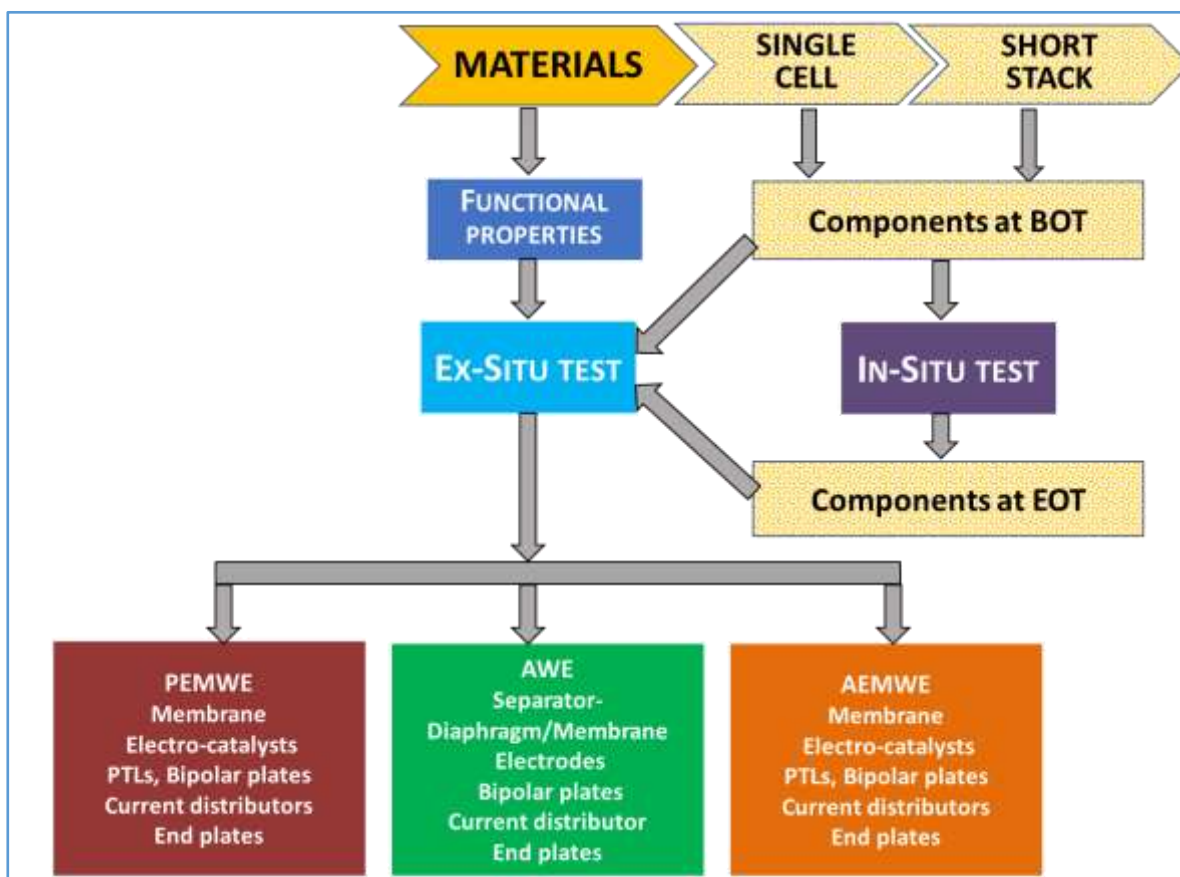 MATERIALS
SINGLE
CELL
SHORT
STACK
FUNCTIONAL
PROPERTIES
Components at BOT
EX-SITU TEST
IN-SITU TEST
Components at EOT
PEMWE
Membrane
Electro-catalysts
PTLs, Bipolar plates
Current distributors
End plates
AWE
Separator-
Diaphragm/Membrane
Electrodes
Bipolar plates
Current distributor
End plates
AEMWE
Membrane
Electro-catalysts
PTLs, Bipolar plates
Current distributors
End plates